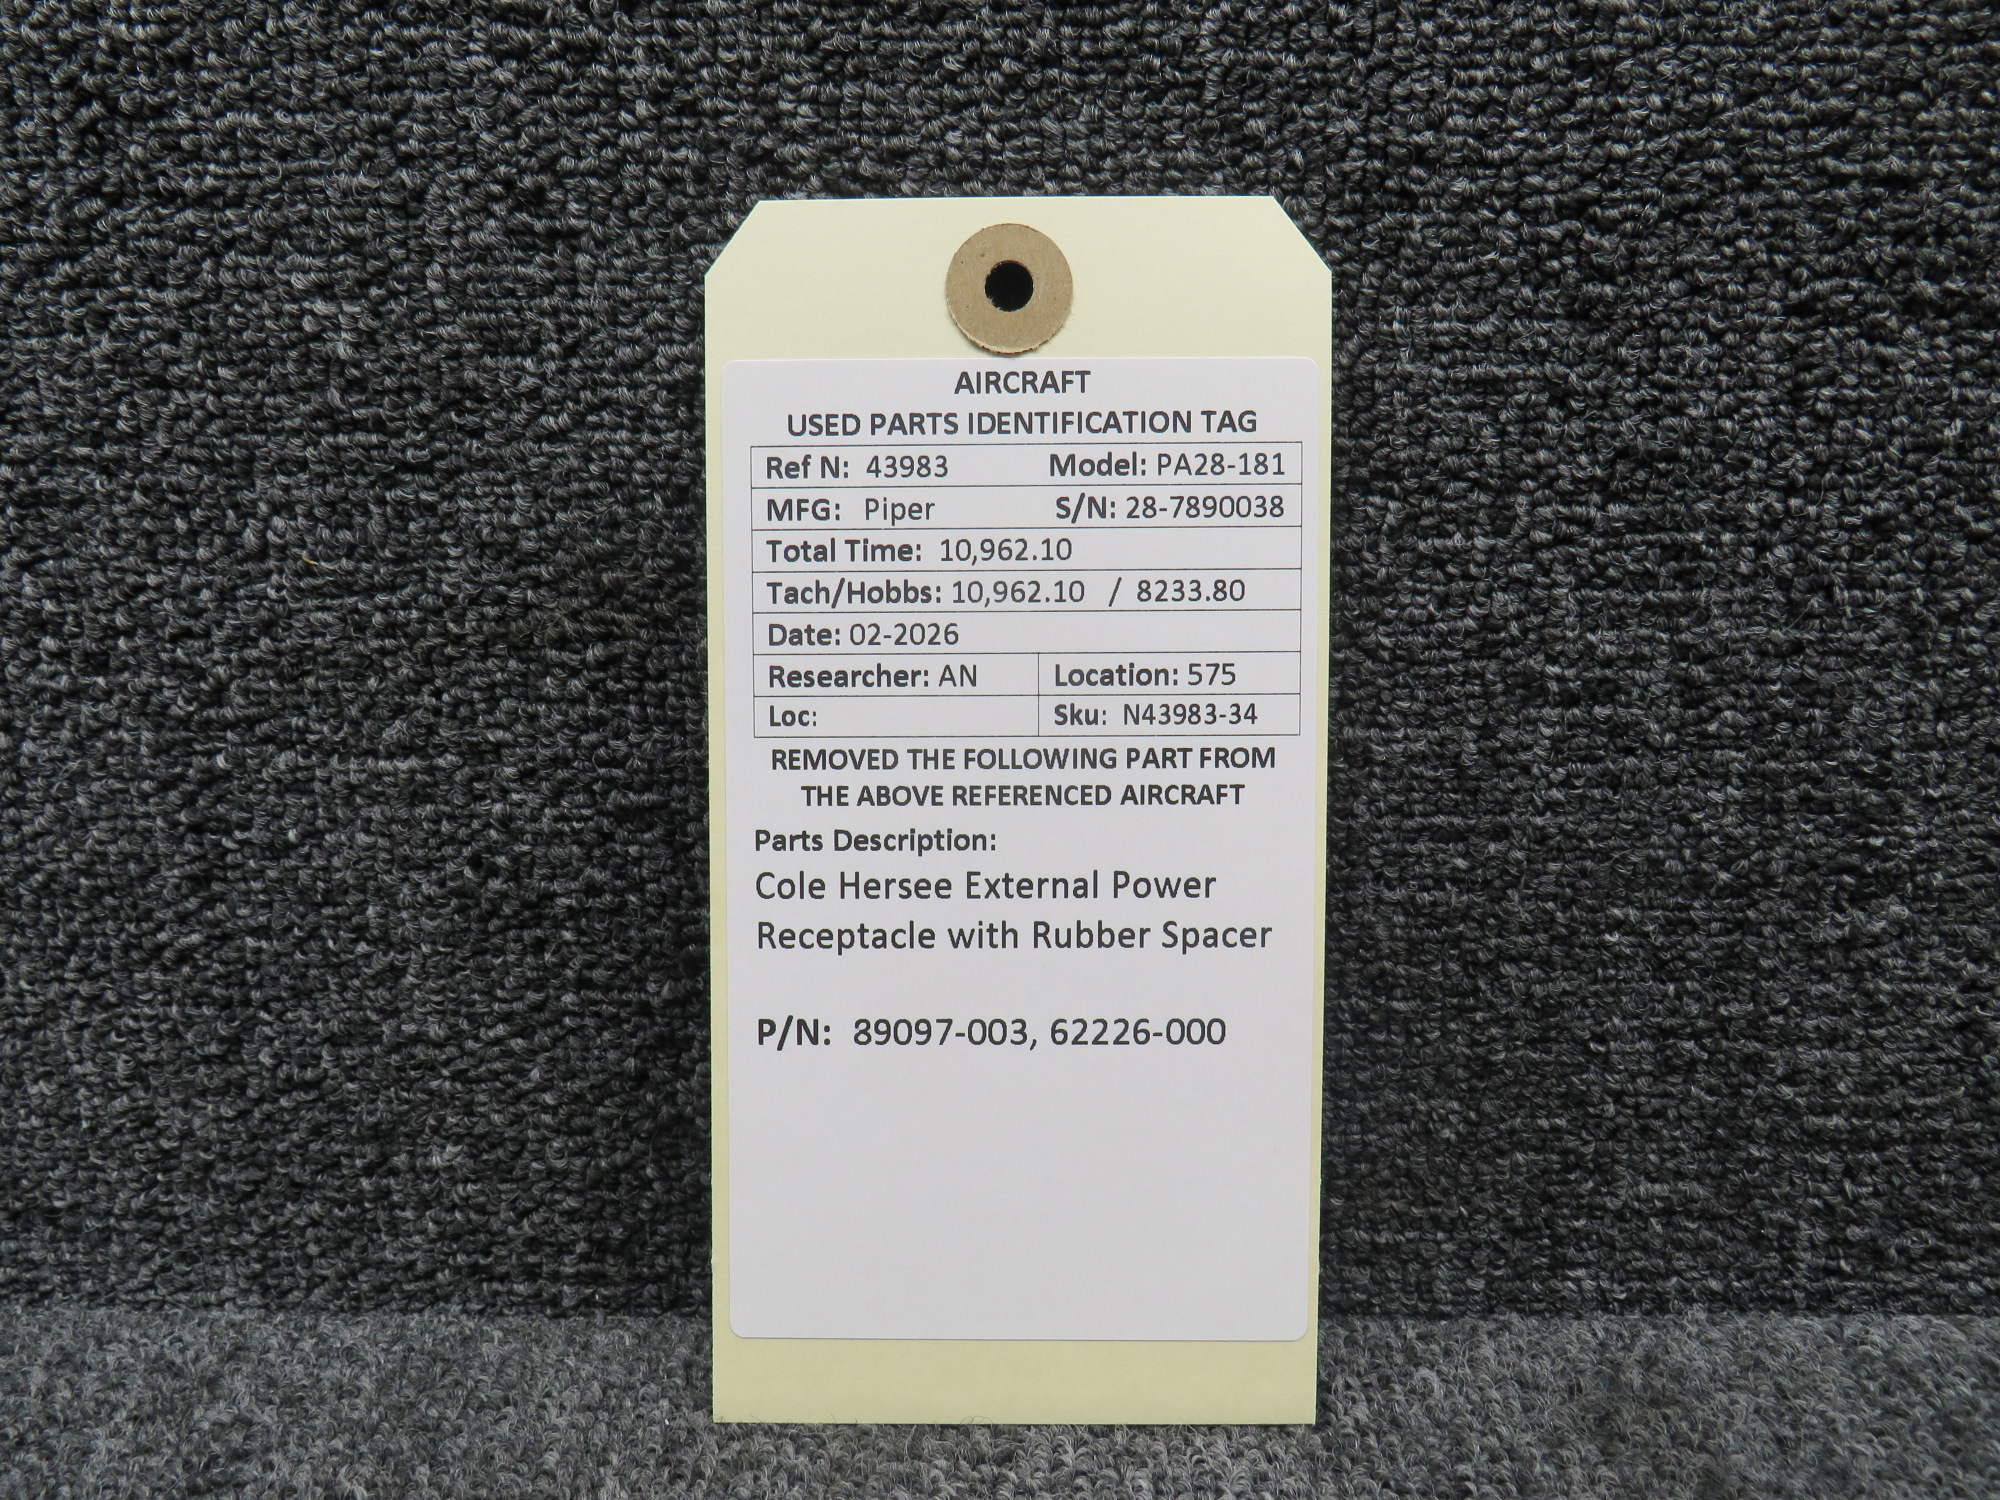 AIRCRAFT
USED PARTS IDENTIFICATION TAG
Ref N: 43983 Model: PA28-181
MFG: Piper S/N: 28-7890038
Total Time: 10,962.10
Tach/Hobbs: 10,962.10 / 8233.80
Date: 02-2026
Researcher: AN Location: 575
Loc: Sku: N43983-34
REMOVED THE FOLLOWING PART FROM
THE ABOVE REFERENCED AIRCRAFT
Parts Description:
Cole Hersee External Power
Receptacle with Rubber Spacer
P/N: 89097-003, 62226-000